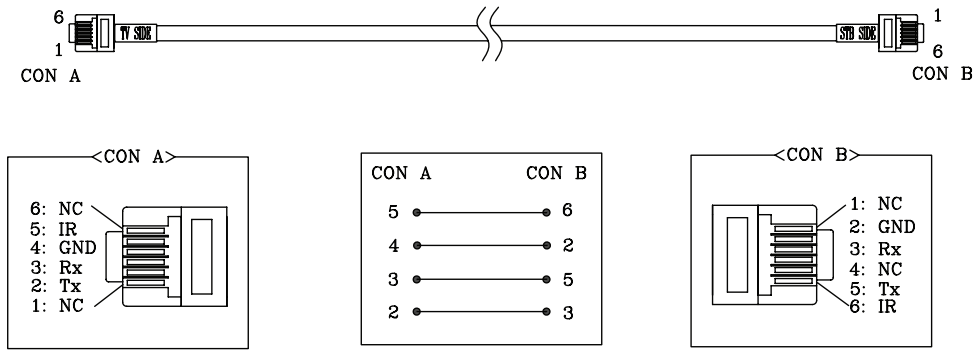 6
1
CON A
TV SIDE
STB SIDE
1
6
CON B
<CON A>
6: NC
5: IR
4: GND
3: Rx
2: Tx
1: NC
CON A CON B
5 6
4 2
3 5
2 3
<CON B>
1: NC
2: GND
3: Rx
4: NC
5: Tx
6: IR